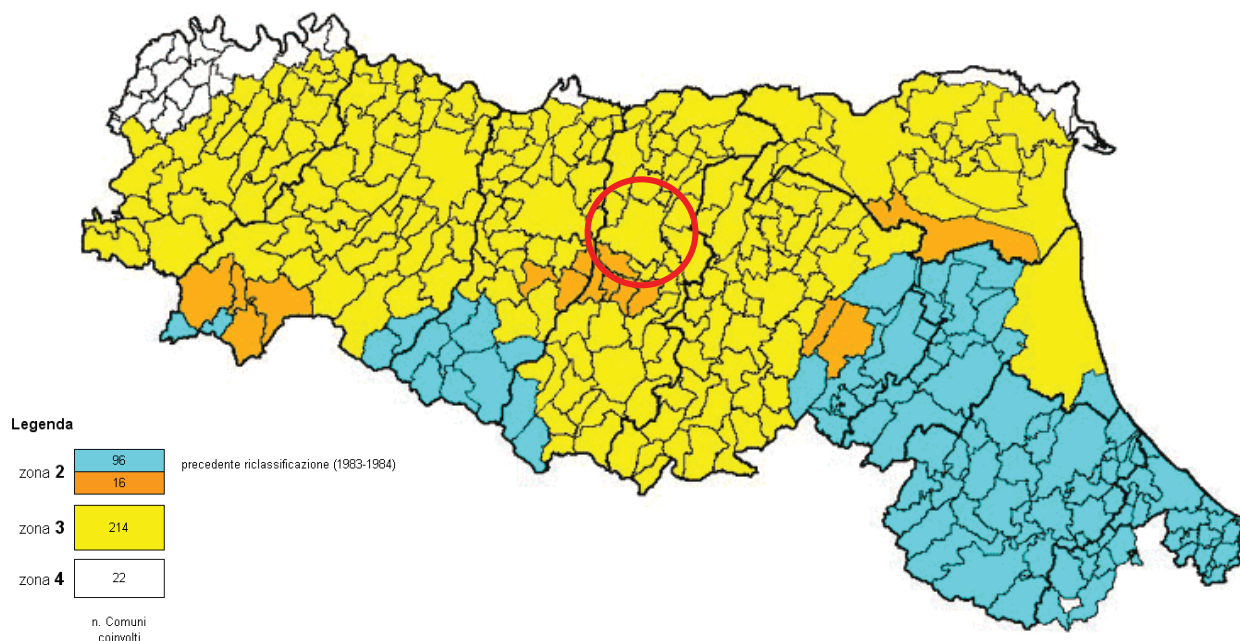 Legenda
zona 2
96
precedente riclassificazione (1983-1984)
16
zona 3
214
zona 4
22
n. Comuni
coinvolti